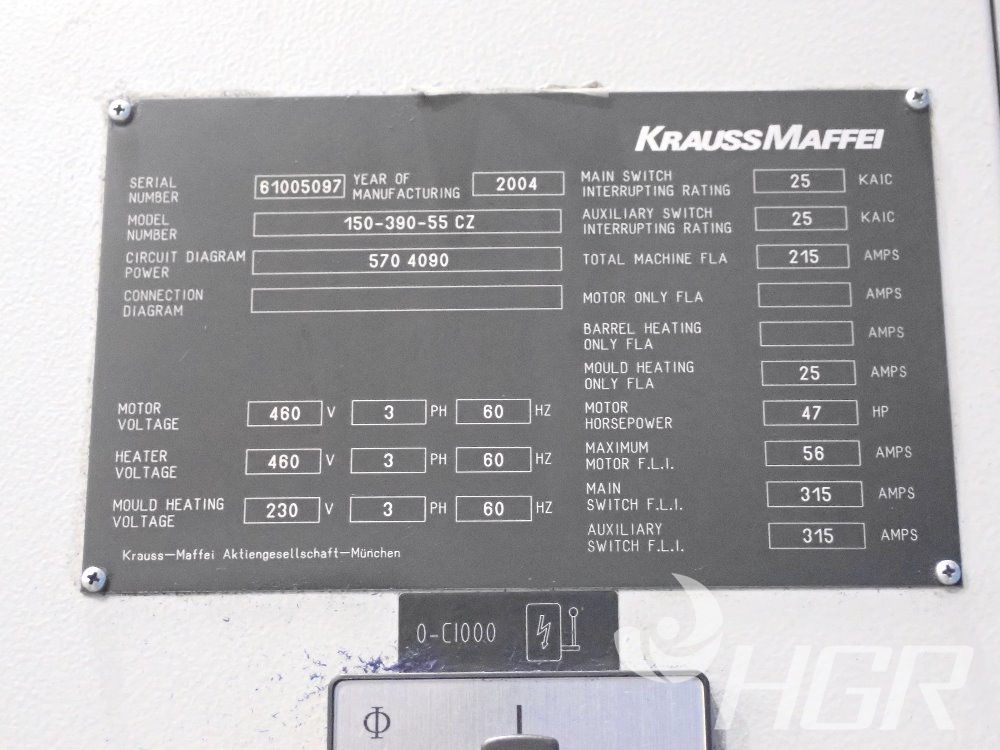 KRAUSSMAFFEI
SERIAL NUMBER 61005097 YEAR OF MANUFACTURING 2004
MODEL NUMBER 150-390-55 CZ
CIRCUIT DIAGRAM POWER 570 4090
CONNECTION DIAGRAM
MOTOR VOLTAGE 460 V 3 PH 60 HZ
HEATER VOLTAGE 460 V 3 PH 60 HZ
MOULD HEATING VOLTAGE 230 V 3 PH 60 HZ
Krauss-Maffei Aktiengesellschaft-München
MAIN SWITCH INTERRUPTING RATING 25 KAIC
AUXILIARY SWITCH INTERRUPTING RATING 25 KAIC
TOTAL MACHINE FLA 215 AMPS
MOTOR ONLY FLA AMPS
BARREL HEATING ONLY FLA AMPS
MOULD HEATING ONLY FLA 25 AMPS
MOTOR HORSEPOWER 47 HP
MAXIMUM MOTOR F.L.I. 56 AMPS
MAIN SWITCH F.L.I. 315 AMPS
AUXILIARY SWITCH F.L.I. 315 AMPS
0-C1000
Φ I
HGR